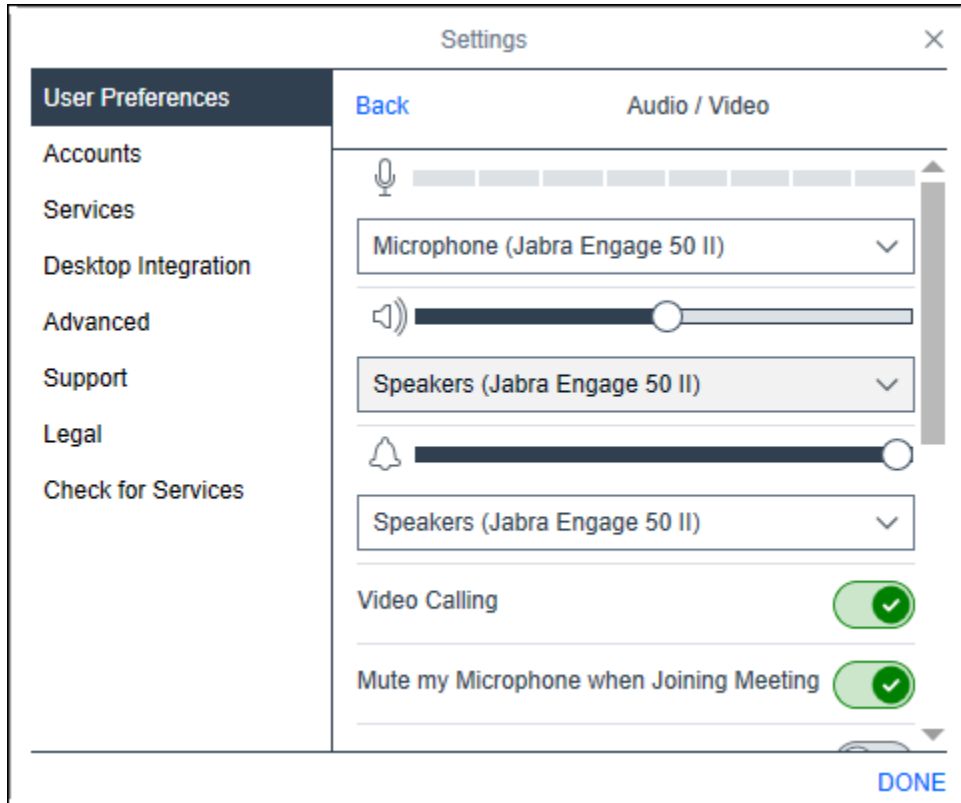 Settings
User Preferences
Accounts
Services
Desktop Integration
Advanced
Support
Legal
Check for Services
Back
Audio / Video
Microphone (Jabra Engage 50 II)
Speakers (Jabra Engage 50 II)
Speakers (Jabra Engage 50 II)
Video Calling
Mute my Microphone when Joining Meeting
DONE